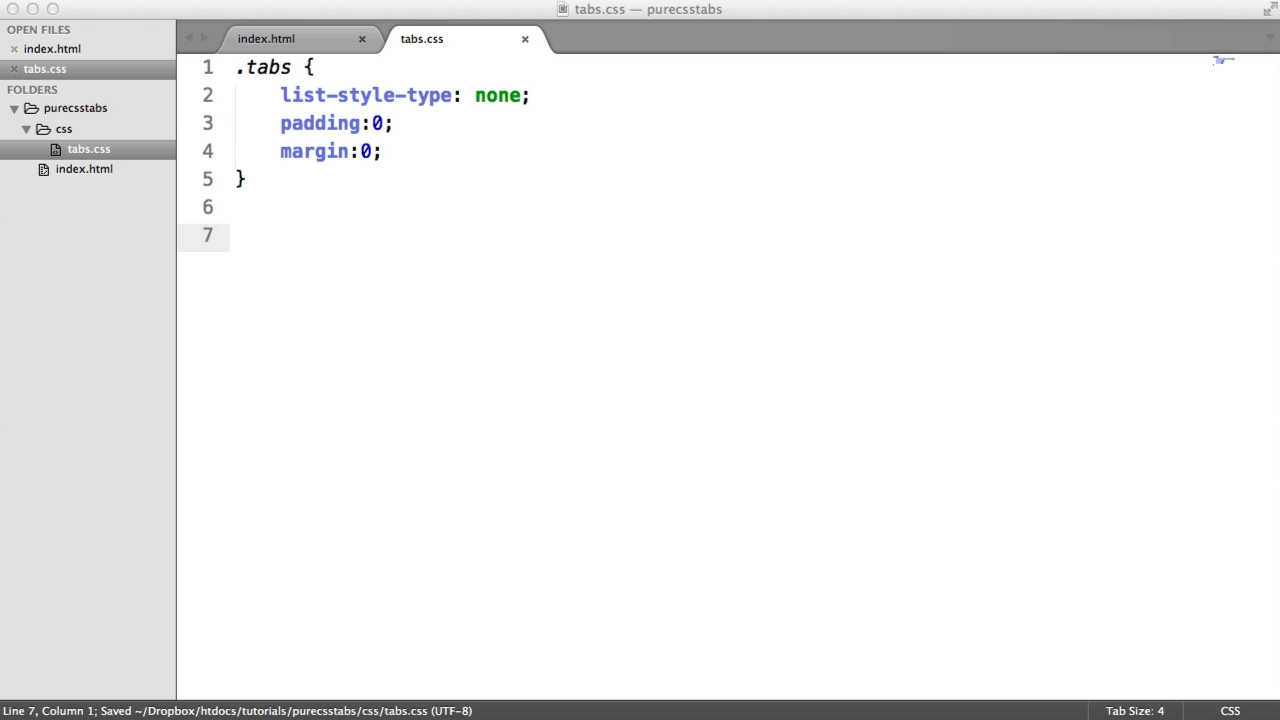 tabs.css — purecsstabs
OPEN FILES
index.html
tabs.css
FOLDERS
purecsstabs
css
tabs.css
index.html
index.html
tabs.css
1 .tabs {
2 list-style-type: none;
3 padding:0;
4 margin:0;
5 }
6
7
Line 7, Column 1; Saved ~/Dropbox/htdocs/tutorials/purecsstabs/css/tabs.css (UTF-8)
Tab Size: 4
CSS